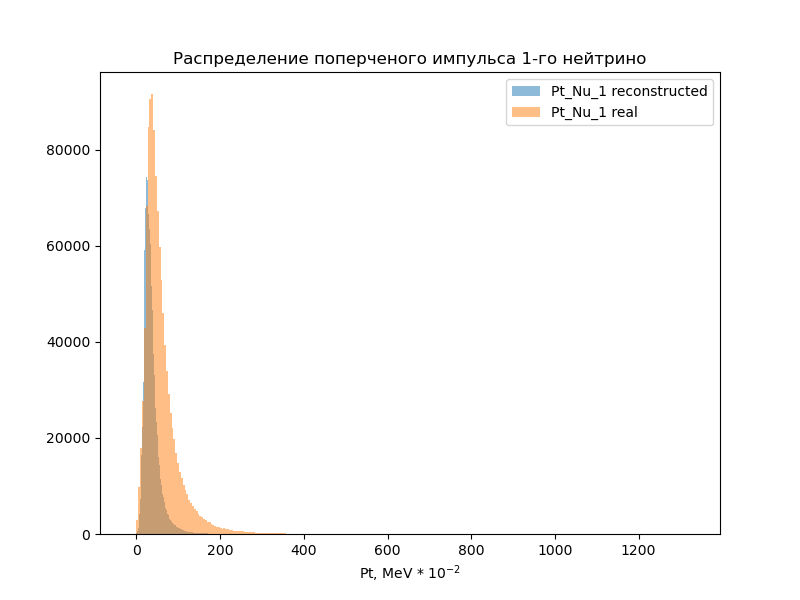 Распределение поперченого импульса 1-го нейтрино
Pt_Nu_1 reconstructed
Pt_Nu_1 real
80000
60000
40000
20000
0
0 200 400 600 800 1000 1200
Pt, MeV * 10⁻²